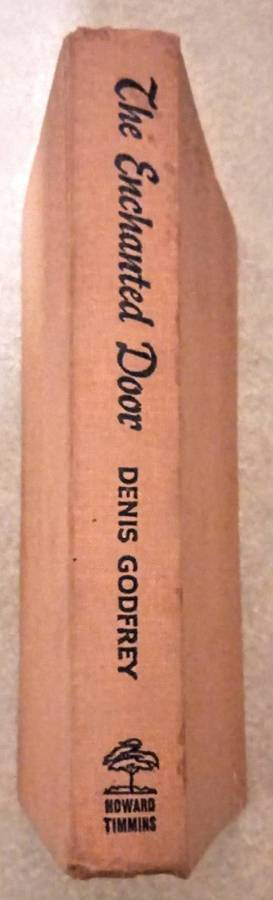 The Enchanted Door
DENIS GODFREY
HOWARD
TIMMINS